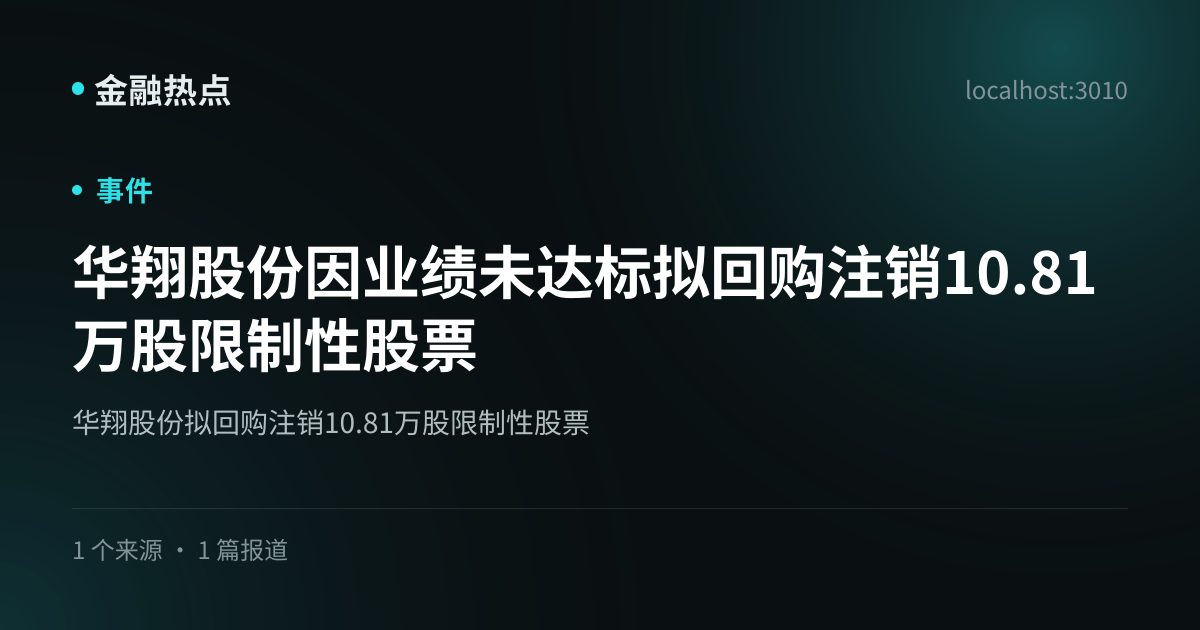 金融热点
localhost:3010
事件
华翔股份因业绩未达标拟回购注销10.81
万股限制性股票
华翔股份拟回购注销10.81万股限制性股票
1 个来源 · 1 篇报道